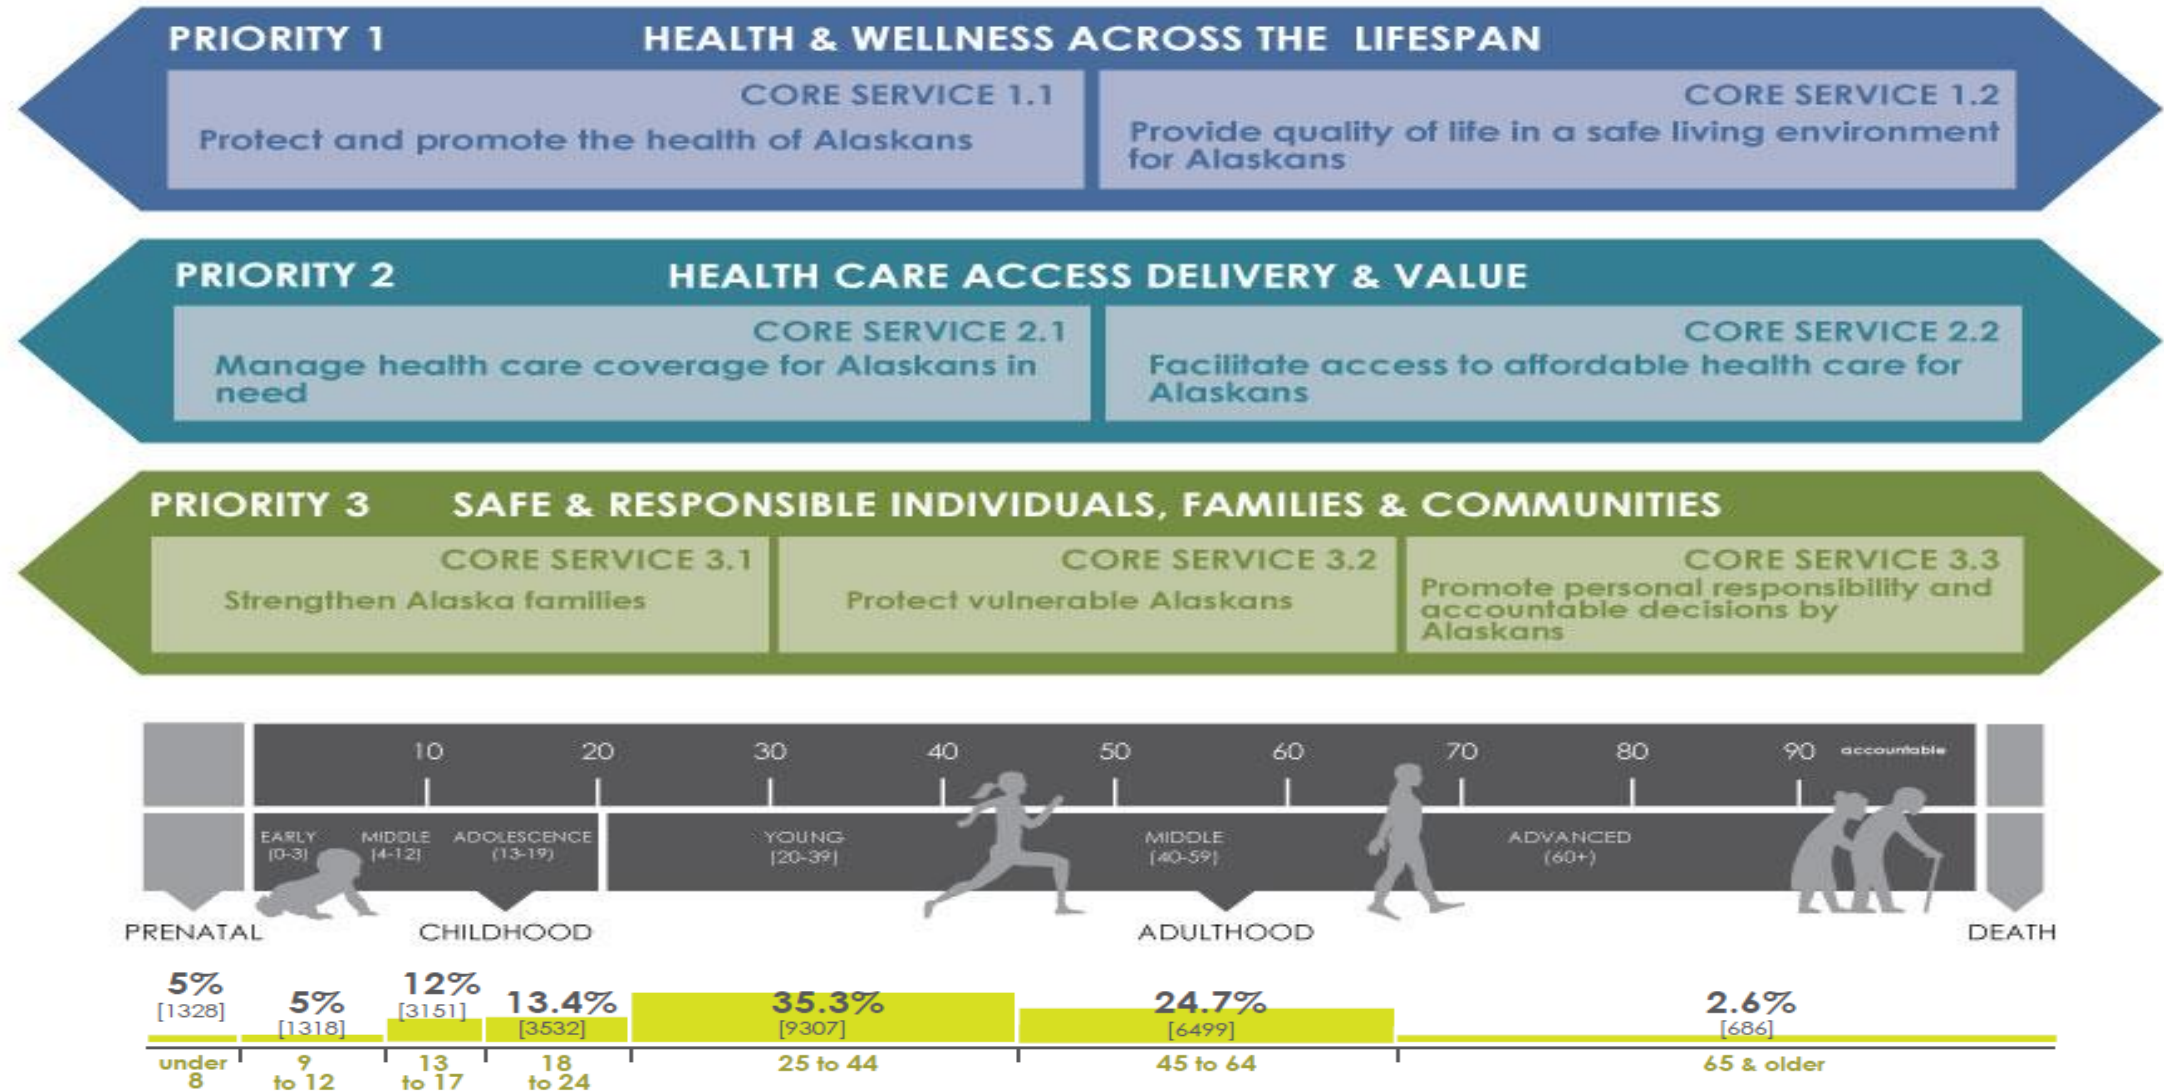 PRIORITY 1 HEALTH & WELLNESS ACROSS THE LIFESPAN
CORE SERVICE 1.1
Protect and promote the health of Alaskans
CORE SERVICE 1.2
Provide quality of life in a safe living environment
for Alaskans
PRIORITY 2 HEALTH CARE ACCESS DELIVERY & VALUE
CORE SERVICE 2.1
Manage health care coverage for Alaskans in
need
CORE SERVICE 2.2
Facilitate access to affordable health care for
Alaskans
PRIORITY 3 SAFE & RESPONSIBLE INDIVIDUALS, FAMILIES & COMMUNITIES
CORE SERVICE 3.1
Strengthen Alaska families
CORE SERVICE 3.2
Protect vulnerable Alaskans
CORE SERVICE 3.3
Promote personal responsibility and
accountable decisions by
Alaskans
10 20 30 40 50 60 70 80 90 accountable
EARLY
(0-3)
MIDDLE
(4-12)
ADOLESCENCE
(13-19)
YOUNG
(20-39)
MIDDLE
(40-59)
ADVANCED
(60+)
PRENATAL CHILDHOOD ADULTHOOD DEATH
5%
[1328]
5%
[1318]
12%
[3151]
13.4%
[3532]
35.3%
[9307]
24.7%
[6499]
2.6%
[686]
under
8
9
to 12
13
to 17
18
to 24
25 to 44
45 to 64
65 & older